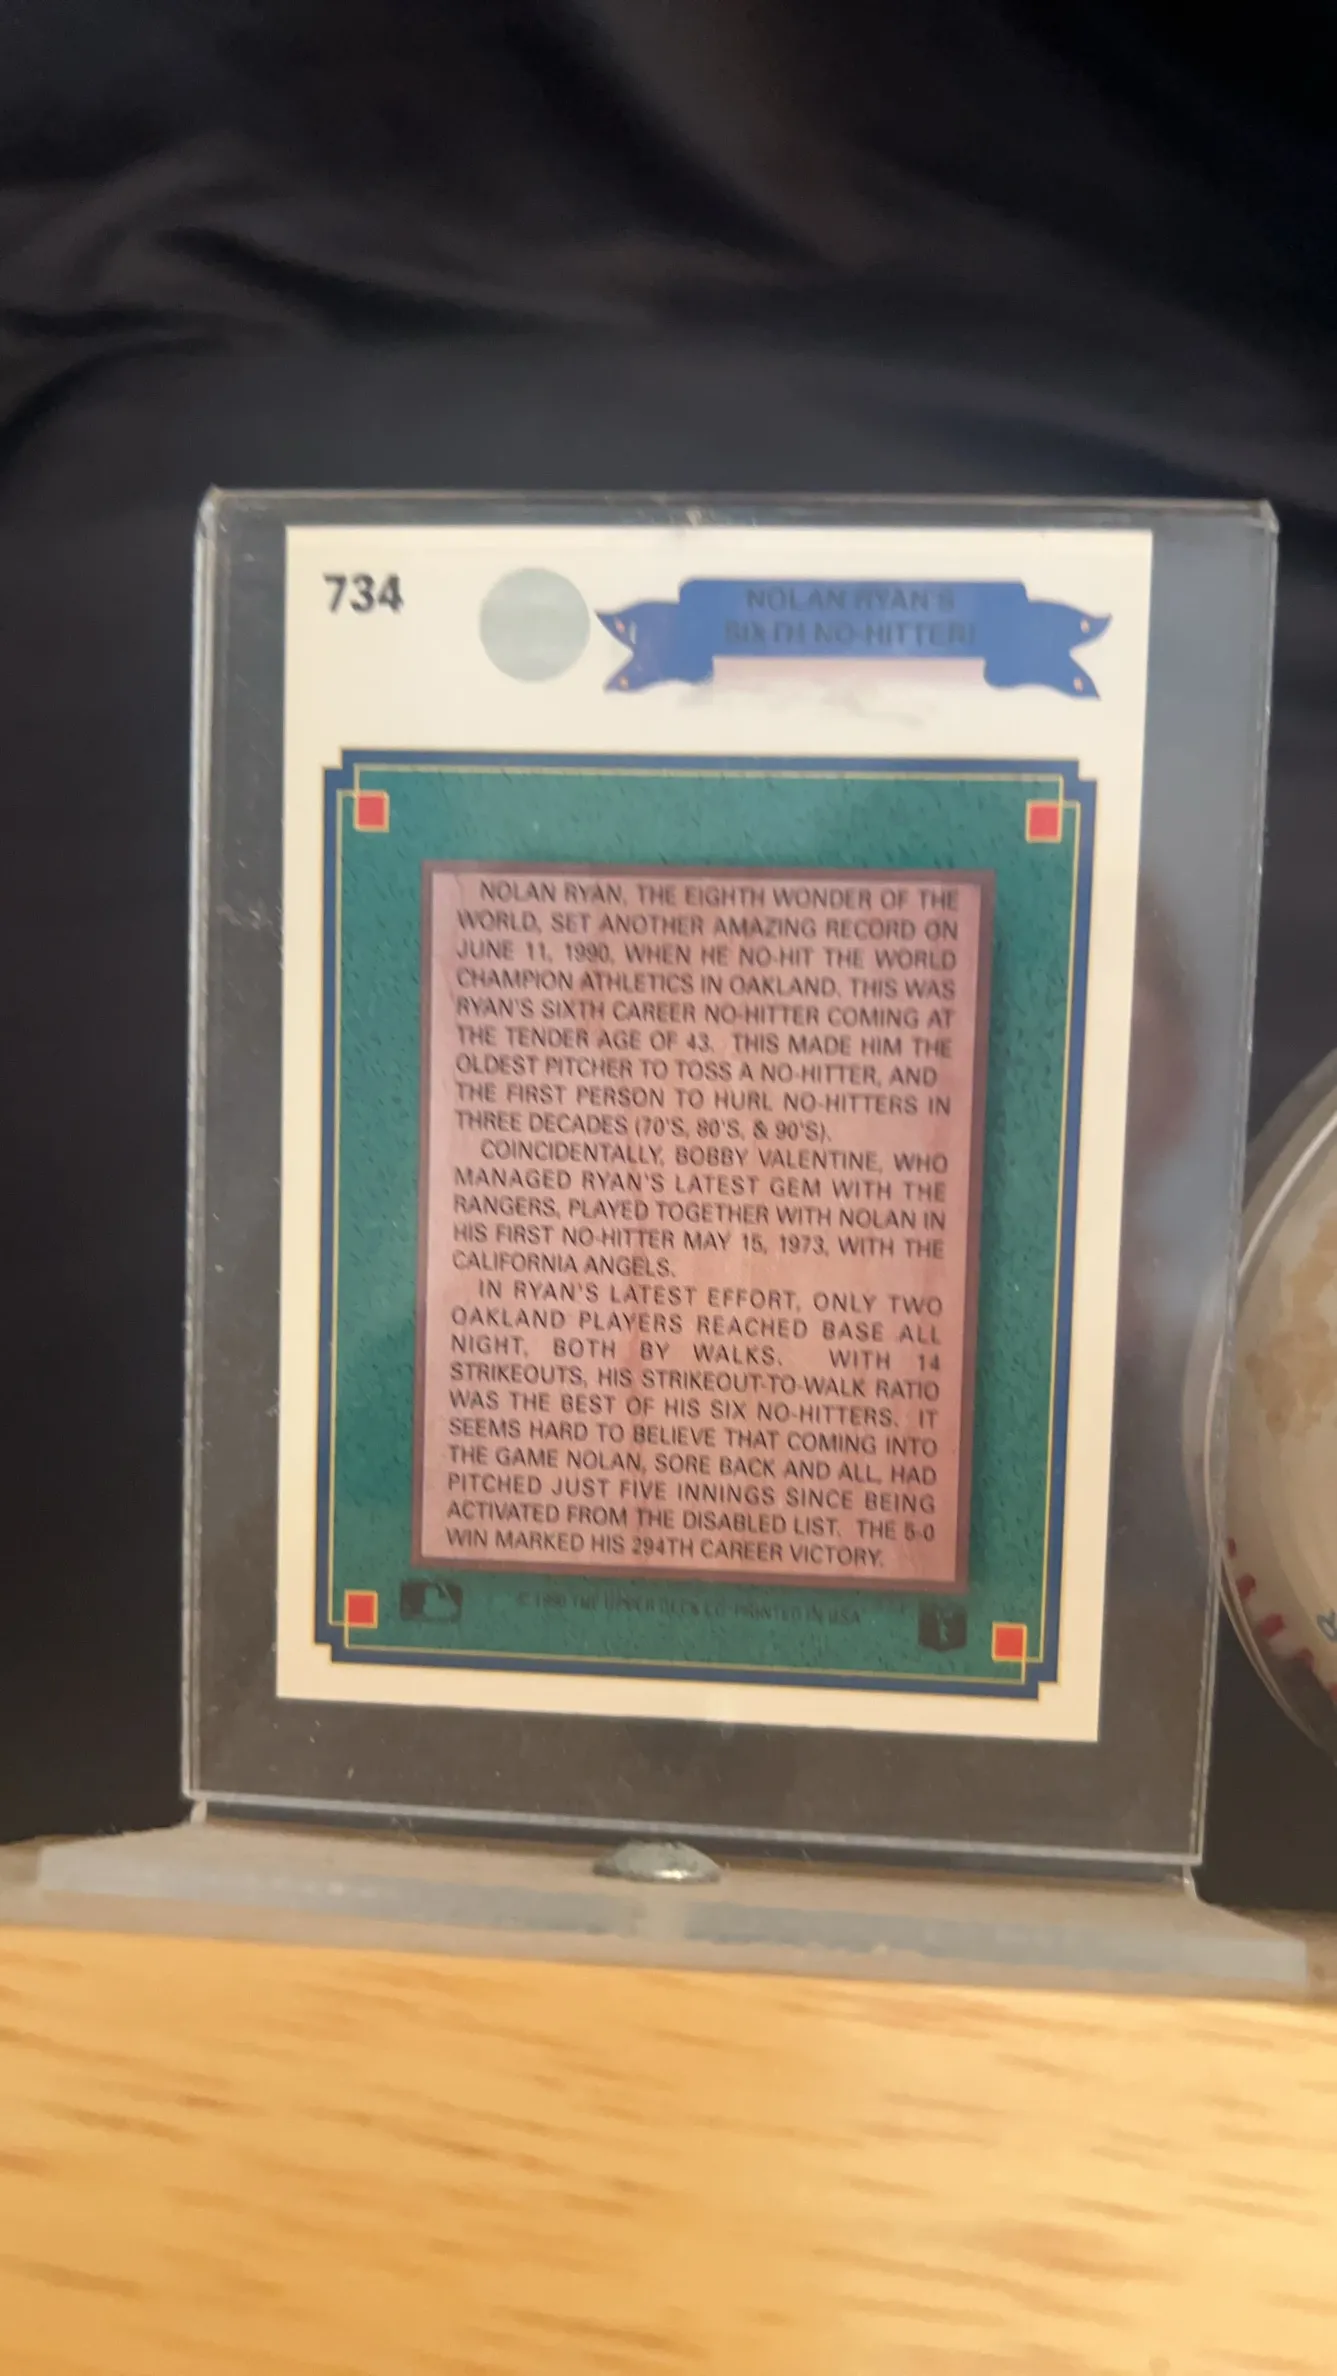 734
NOLAN RYAN'S
SIXTH NO-HITTER!
NOLAN RYAN, THE EIGHTH WONDER OF THE
WORLD, SET ANOTHER AMAZING RECORD ON
JUNE 11, 1990, WHEN HE NO-HIT THE WORLD
CHAMPION ATHLETICS IN OAKLAND. THIS WAS
RYAN'S SIXTH CAREER NO-HITTER COMING AT
THE TENDER AGE OF 43. THIS MADE HIM THE
OLDEST PITCHER TO TOSS A NO-HITTER, AND
THE FIRST PERSON TO HURL NO-HITTERS IN
THREE DECADES (70'S, 80'S, & 90'S).
COINCIDENTALLY, BOBBY VALENTINE, WHO
MANAGED RYAN'S LATEST GEM WITH THE
RANGERS, PLAYED TOGETHER WITH NOLAN IN
HIS FIRST NO-HITTER MAY 15, 1973, WITH THE
CALIFORNIA ANGELS.
IN RYAN'S LATEST EFFORT, ONLY TWO
OAKLAND PLAYERS REACHED BASE ALL
NIGHT, BOTH BY WALKS. WITH 14
STRIKEOUTS, HIS STRIKEOUT-TO-WALK RATIO
WAS THE BEST OF HIS SIX NO-HITTERS. IT
SEEMS HARD TO BELIEVE THAT COMING INTO
THE GAME NOLAN, SORE BACK AND ALL, HAD
PITCHED JUST FIVE INNINGS SINCE BEING
ACTIVATED FROM THE DISABLED LIST. THE 5-0
WIN MARKED HIS 294TH CAREER VICTORY.
© 1990 THE UPPER DECK CO. PRINTED IN USA